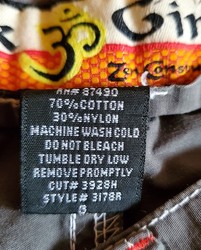 ॐ Gir
RN# 87490
70%COTTON
30%NYLON
MACHINE WASH COLD
DO NOT BLEACH
TUMBLE DRY LOW
REMOVE PROMPTLY
CUT# 3928H
STYLE# 3178R